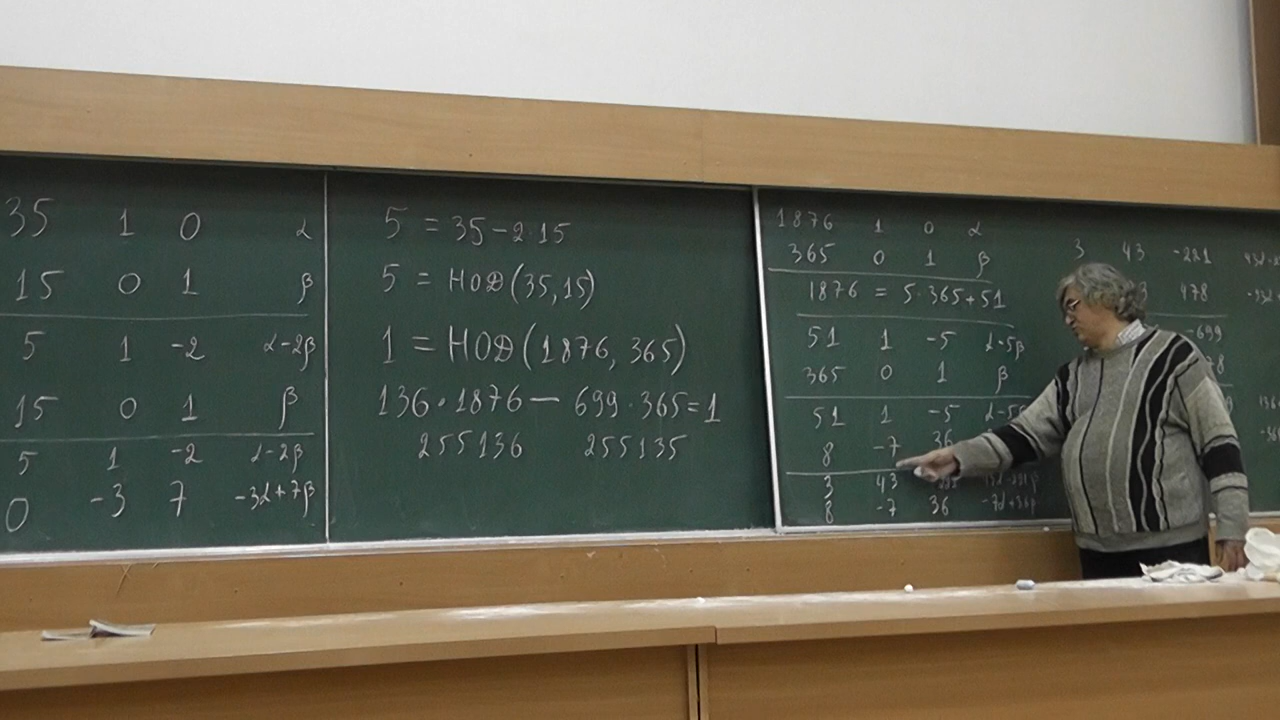 35 1 0 α
15 0 1 β
5 1 -2 α-2β
15 0 1 β
5 1 -2 α-2β
0 -3 7 -3α+7β
5 = 35-2·15
5 = НОД(35,15)
1 = НОД(1876, 365)
136·1876 — 699·365=1
255136 255135
1876 1 0 α
365 0 1 β
1876 = 5·365+51
51 1 -5 α-5β
365 0 1 β
51 1 -5
8 -7 36
3 43
8 -7 36
3 43 -221
478
-699